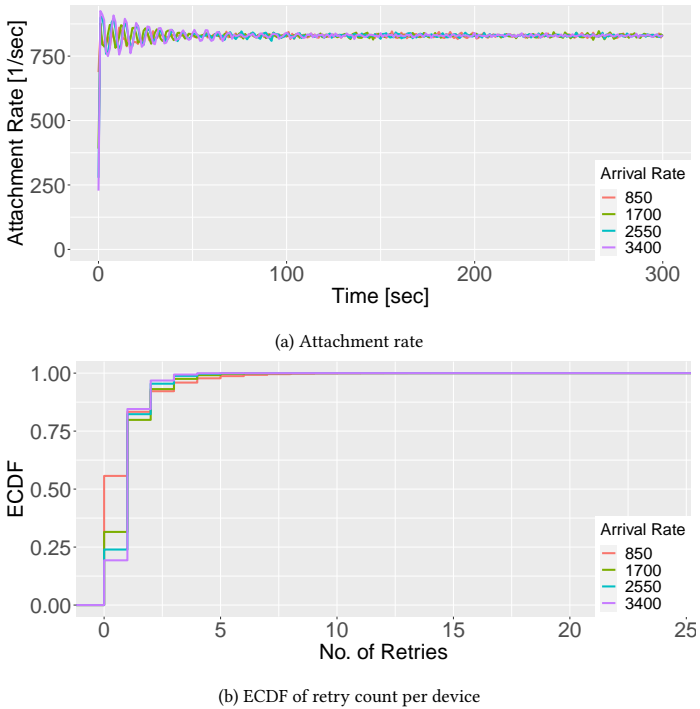 Attachment Rate [1/sec]
750
500
250
0
0 100 200 300
Time [sec]
Arrival Rate
850
1700
2550
3400
(a) Attachment rate
ECDF
1.00
0.75
0.50
0.25
0.00
0 5 10 15 20 25
No. of Retries
Arrival Rate
850
1700
2550
3400
(b) ECDF of retry count per device